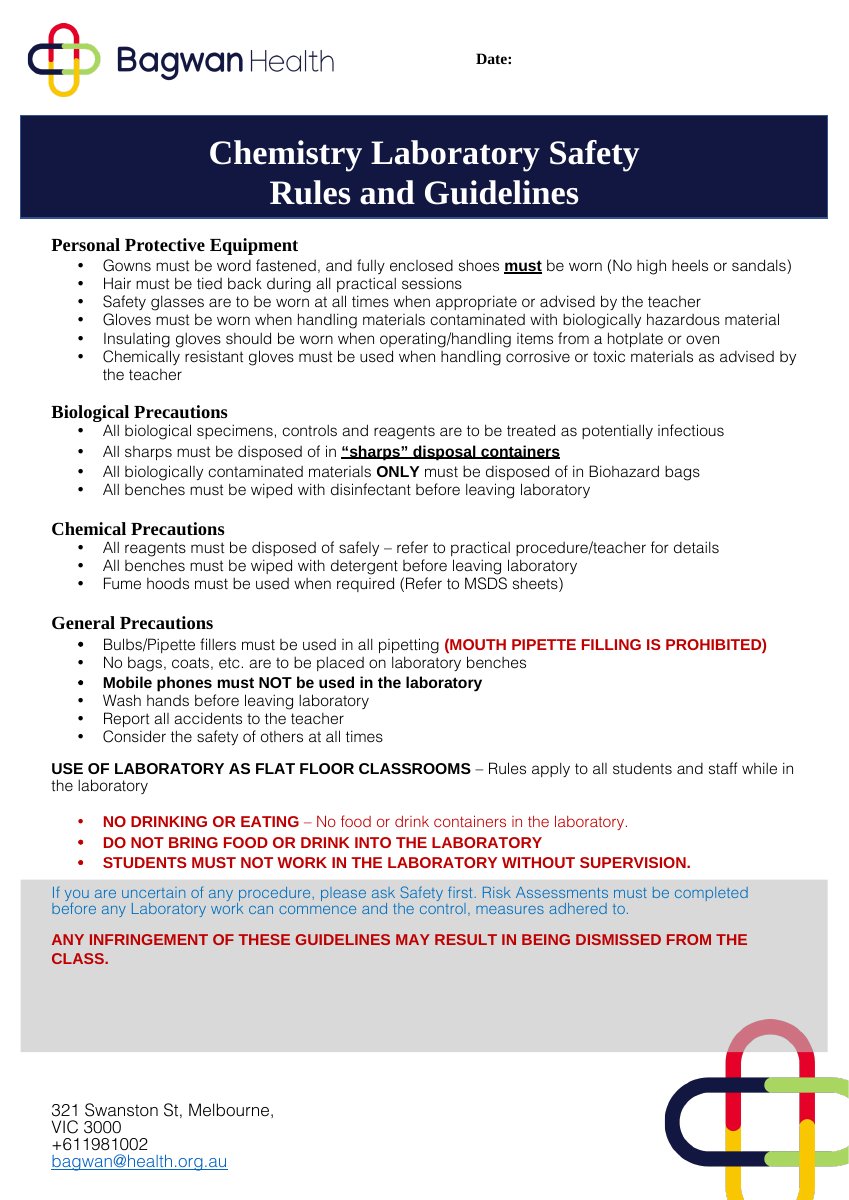 Bagwan Health
Date:
Chemistry Laboratory Safety
Rules and Guidelines
Personal Protective Equipment
• Gowns must be word fastened, and fully enclosed shoes must be worn (No high heels or sandals)
• Hair must be tied back during all practical sessions
• Safety glasses are to be worn at all times when appropriate or advised by the teacher
• Gloves must be worn when handling materials contaminated with biologically hazardous material
• Insulating gloves should be worn when operating/handling items from a hotplate or oven
• Chemically resistant gloves must be used when handling corrosive or toxic materials as advised by
the teacher
Biological Precautions
• All biological specimens, controls and reagents are to be treated as potentially infectious
• All sharps must be disposed of in “sharps” disposal containers
• All biologically contaminated materials ONLY must be disposed of in Biohazard bags
• All benches must be wiped with disinfectant before leaving laboratory
Chemical Precautions
• All reagents must be disposed of safely – refer to practical procedure/teacher for details
• All benches must be wiped with detergent before leaving laboratory
• Fume hoods must be used when required (Refer to MSDS sheets)
General Precautions
• Bulbs/Pipette fillers must be used in all pipetting (MOUTH PIPETTE FILLING IS PROHIBITED)
• No bags, coats, etc. are to be placed on laboratory benches
• Mobile phones must NOT be used in the laboratory
• Wash hands before leaving laboratory
• Report all accidents to the teacher
• Consider the safety of others at all times
USE OF LABORATORY AS FLAT FLOOR CLASSROOMS – Rules apply to all students and staff while in
the laboratory
• NO DRINKING OR EATING – No food or drink containers in the laboratory.
• DO NOT BRING FOOD OR DRINK INTO THE LABORATORY
• STUDENTS MUST NOT WORK IN THE LABORATORY WITHOUT SUPERVISION.
If you are uncertain of any procedure, please ask Safety first. Risk Assessments must be completed
before any Laboratory work can commence and the control, measures adhered to.
ANY INFRINGEMENT OF THESE GUIDELINES MAY RESULT IN BEING DISMISSED FROM THE
CLASS.
321 Swanston St, Melbourne,
VIC 3000
+611981002
bagwan@health.org.au